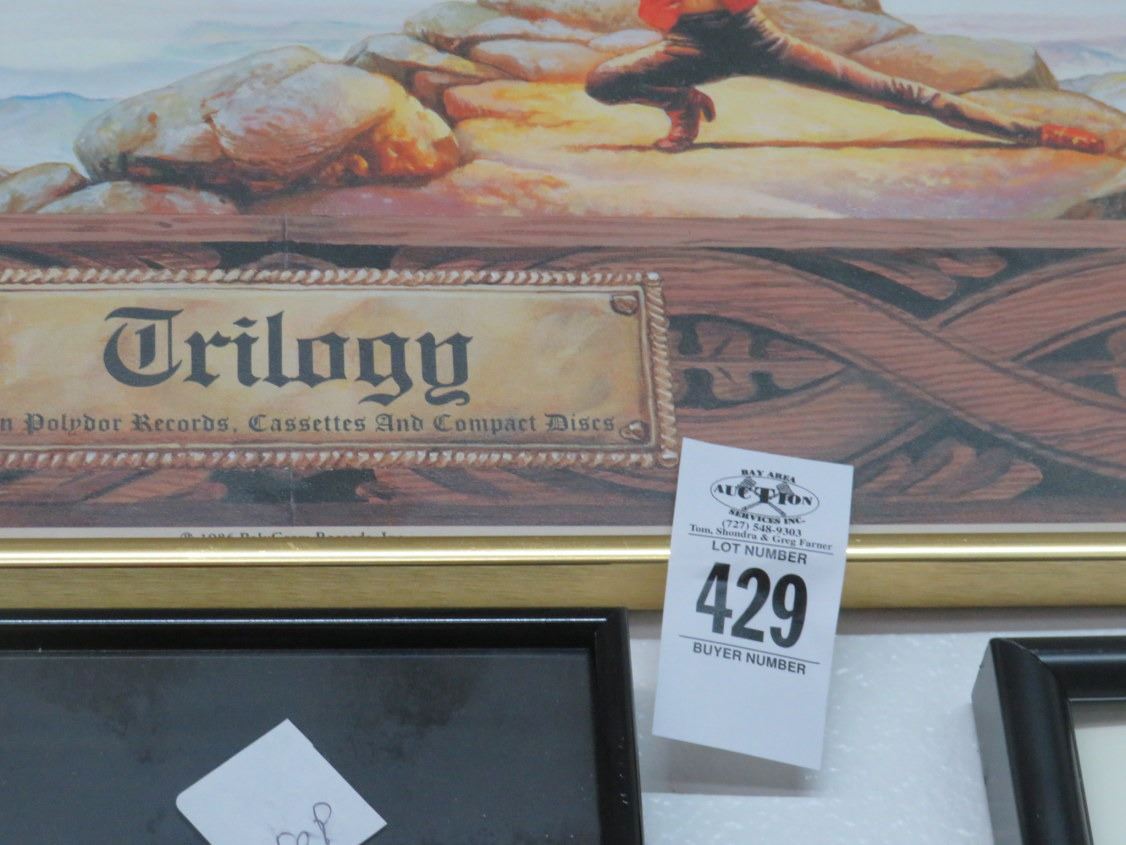 Trilogy
n Polydor Records, Cassettes And Compact Discs
BAY AREA
AUCTION
SERVICES INC.
(727) 548-9303
Tom, Shondra & Greg Farner
LOT NUMBER
429
BUYER NUMBER